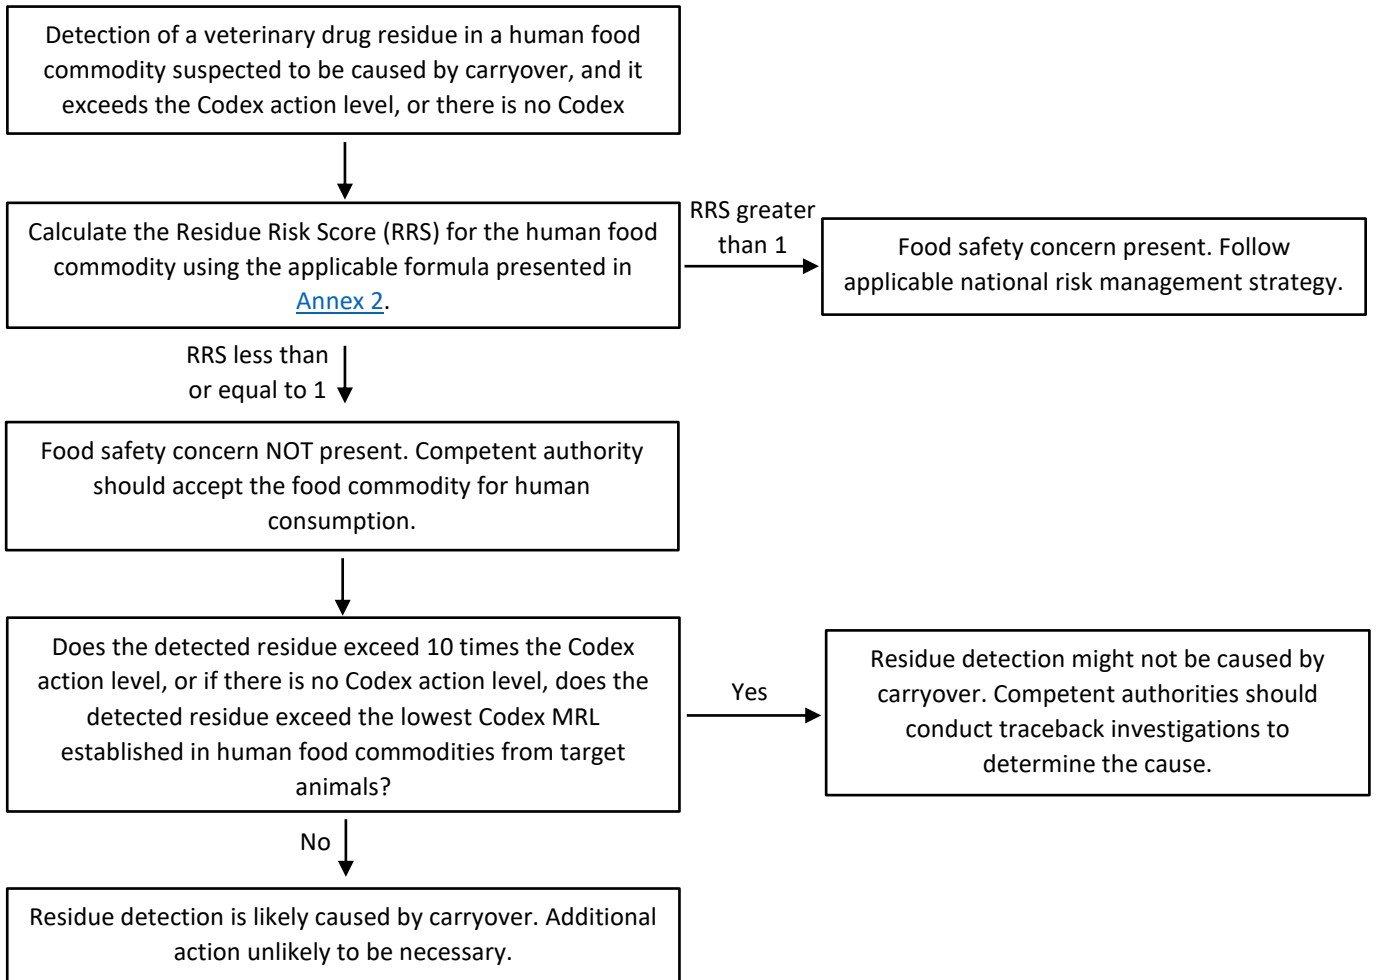 Detection of a veterinary drug residue in a human food
commodity suspected to be caused by carryover, and it
exceeds the Codex action level, or there is no Codex
Calculate the Residue Risk Score (RRS) for the human food
commodity using the applicable formula presented in
Annex 2.
RRS greater
than 1
Food safety concern present. Follow
applicable national risk management strategy.
RRS less than
or equal to 1
Food safety concern NOT present. Competent authority
should accept the food commodity for human
consumption.
Does the detected residue exceed 10 times the Codex
action level, or if there is no Codex action level, does the
detected residue exceed the lowest Codex MRL
established in human food commodities from target
animals?
Yes
Residue detection might not be caused by
carryover. Competent authorities should
conduct traceback investigations to
determine the cause.
No
Residue detection is likely caused by carryover. Additional
action unlikely to be necessary.